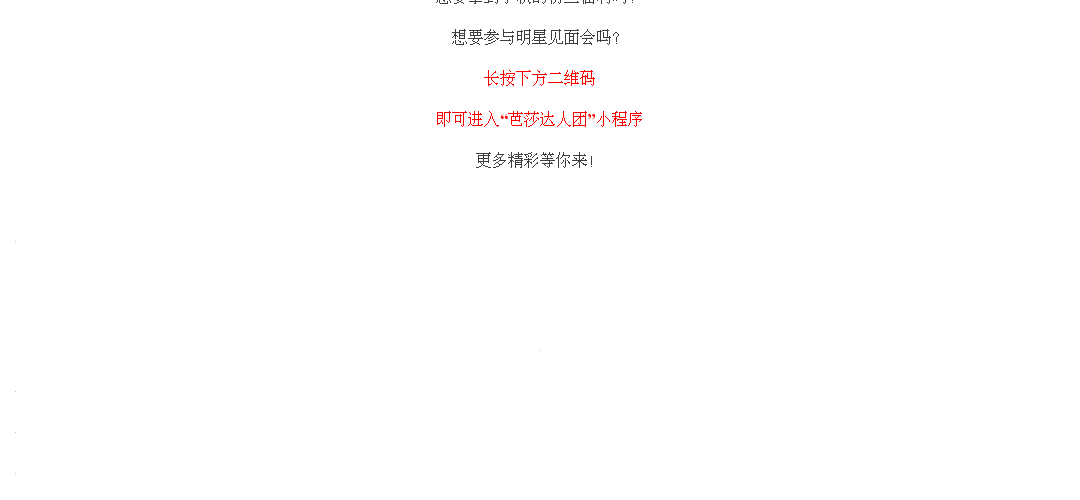 想要参与明星见面会吗?
长按下方二维码
即可进入“芭莎达人团”小程序
更多精彩等你来!